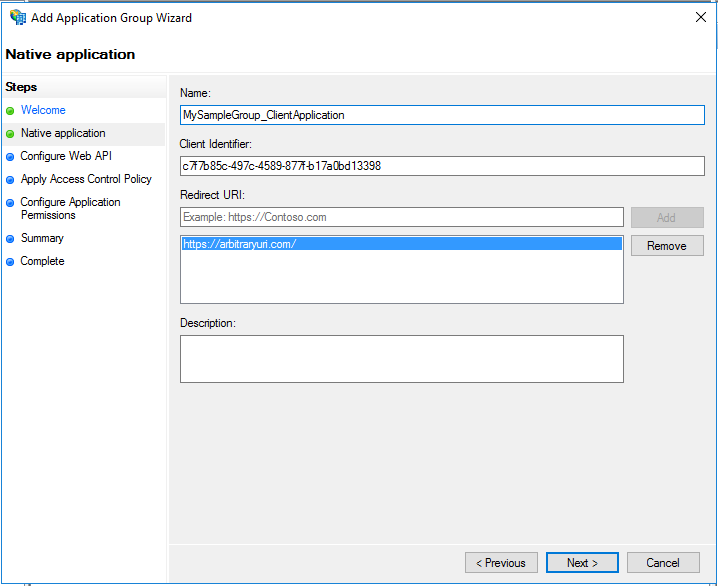 Add Application Group Wizard
Native application
Steps
Welcome
Native application
Configure Web API
Apply Access Control Policy
Configure Application
Permissions
Summary
Complete
Name:
MySampleGroup_ClientApplication
Client Identifier:
c7f7b85c-497c-4589-877f-b17a0bd13398
Redirect URI:
Example: https://Contoso.com
Add
https://arbitraryuri.com/
Remove
Description:
< Previous
Next >
Cancel